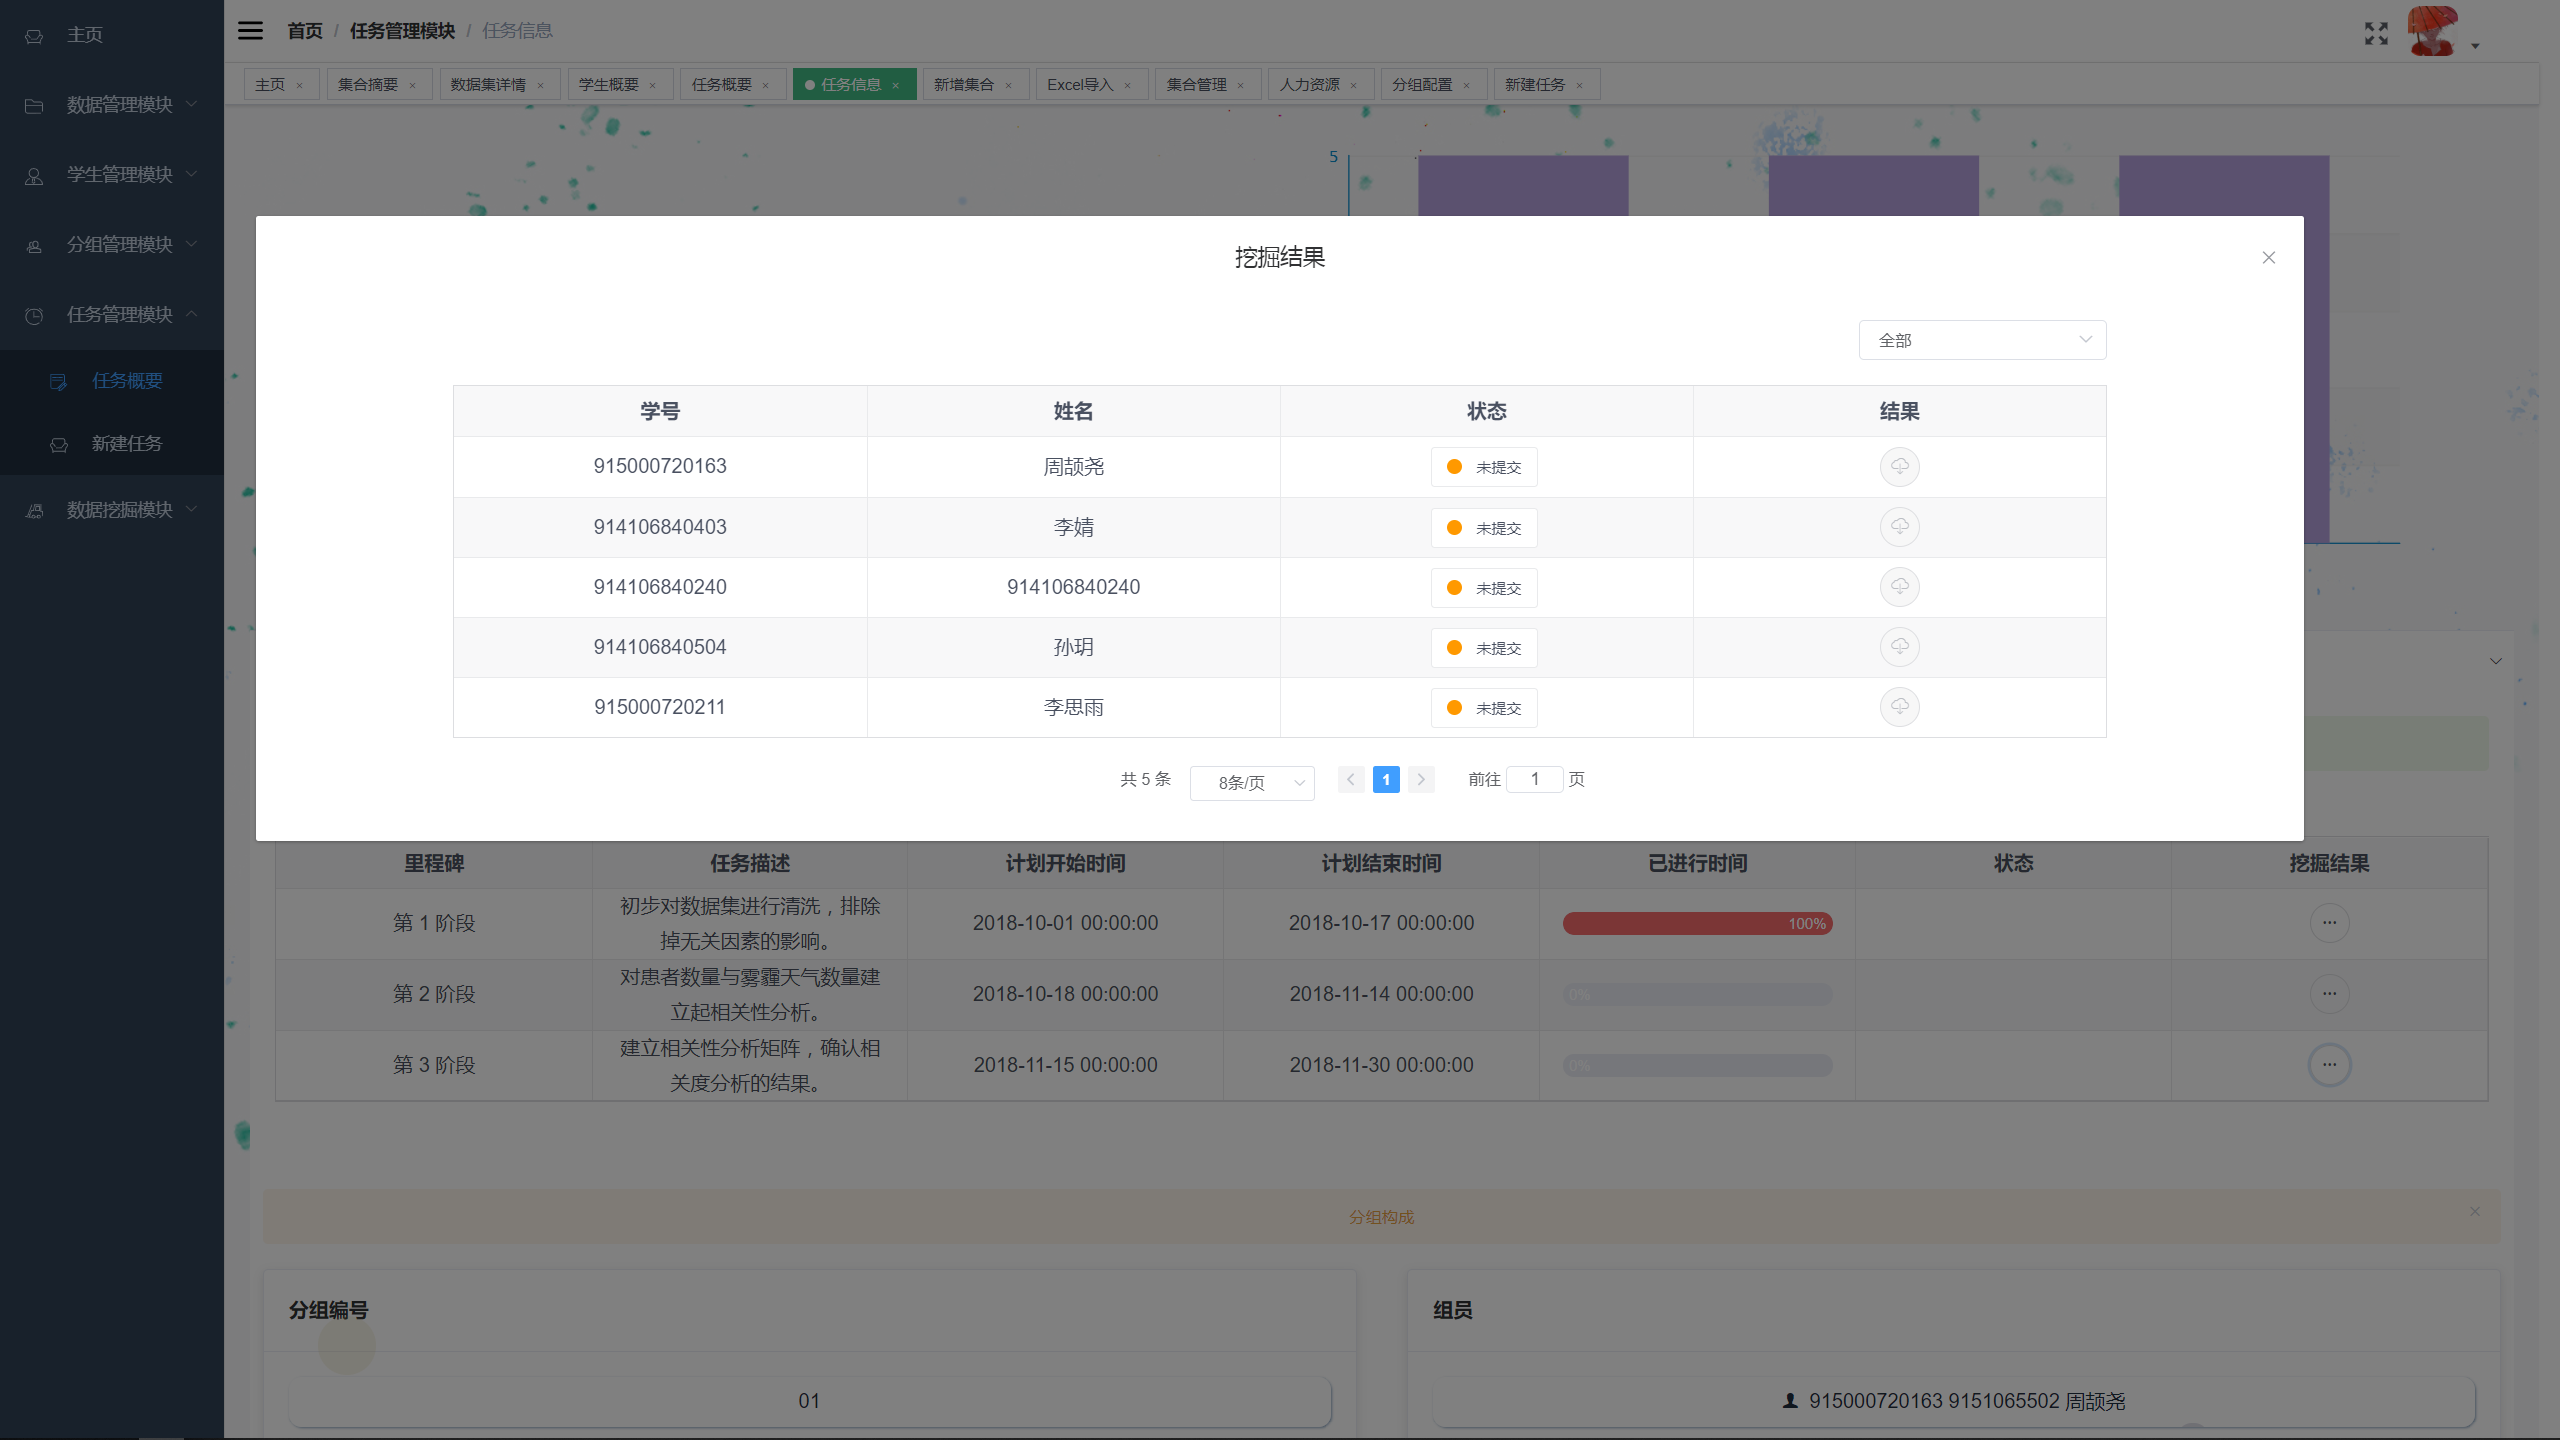 主页
数据管理模块
学生管理模块
分组管理模块
任务管理模块
任务概要
新建任务
数据挖掘模块
首页 / 任务管理模块 / 任务信息
主页 × 集合摘要 × 数据集详情 × 学生概要 × 任务概要 × 任务信息 × 新增集合 × Excel导入 × 集合管理 × 人力资源 × 分组配置 × 新建任务 ×
5
挖掘结果
全部
学号 姓名 状态 结果
915000720163 周颉尧 未提交
914106840403 李婧 未提交
914106840240 914106840240 未提交
914106840504 孙玥 未提交
915000720211 李思雨 未提交
共 5 条 8条/页 1 前往 1 页
里程碑 任务描述 计划开始时间 计划结束时间 已进行时间 状态 挖掘结果
第 1 阶段 初步对数据集进行清洗，排除掉无关因素的影响。 2018-10-01 00:00:00 2018-10-17 00:00:00 100% ···
第 2 阶段 对患者数量与雾霾天气数量建立起相关性分析。 2018-10-18 00:00:00 2018-11-14 00:00:00 0% ···
第 3 阶段 建立相关性分析矩阵，确认相关度分析的结果。 2018-11-15 00:00:00 2018-11-30 00:00:00 0% ···
分组构成
分组编号
01
组员
915000720163 9151065502 周颉尧